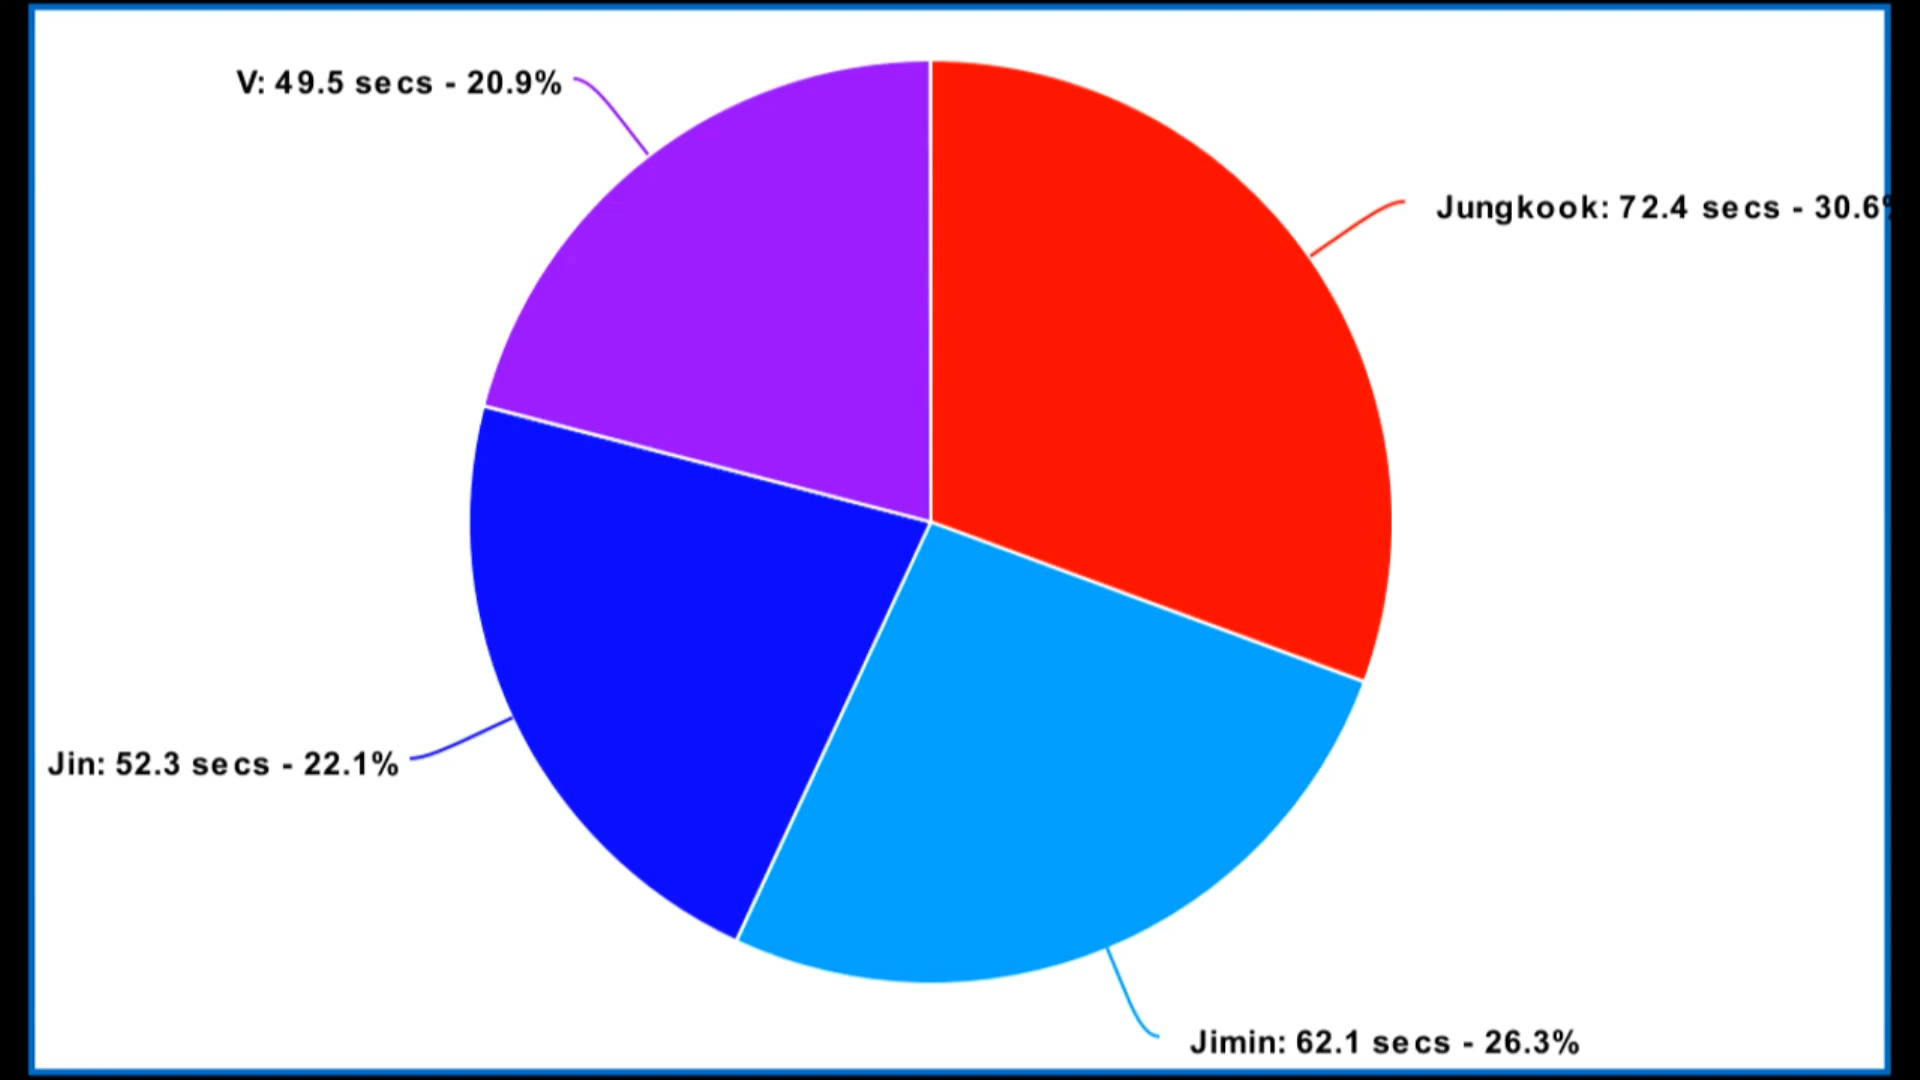 V: 49.5 secs - 20.9%
Jungkook: 72.4 secs - 30.6%
Jin: 52.3 secs - 22.1%
Jimin: 62.1 secs - 26.3%